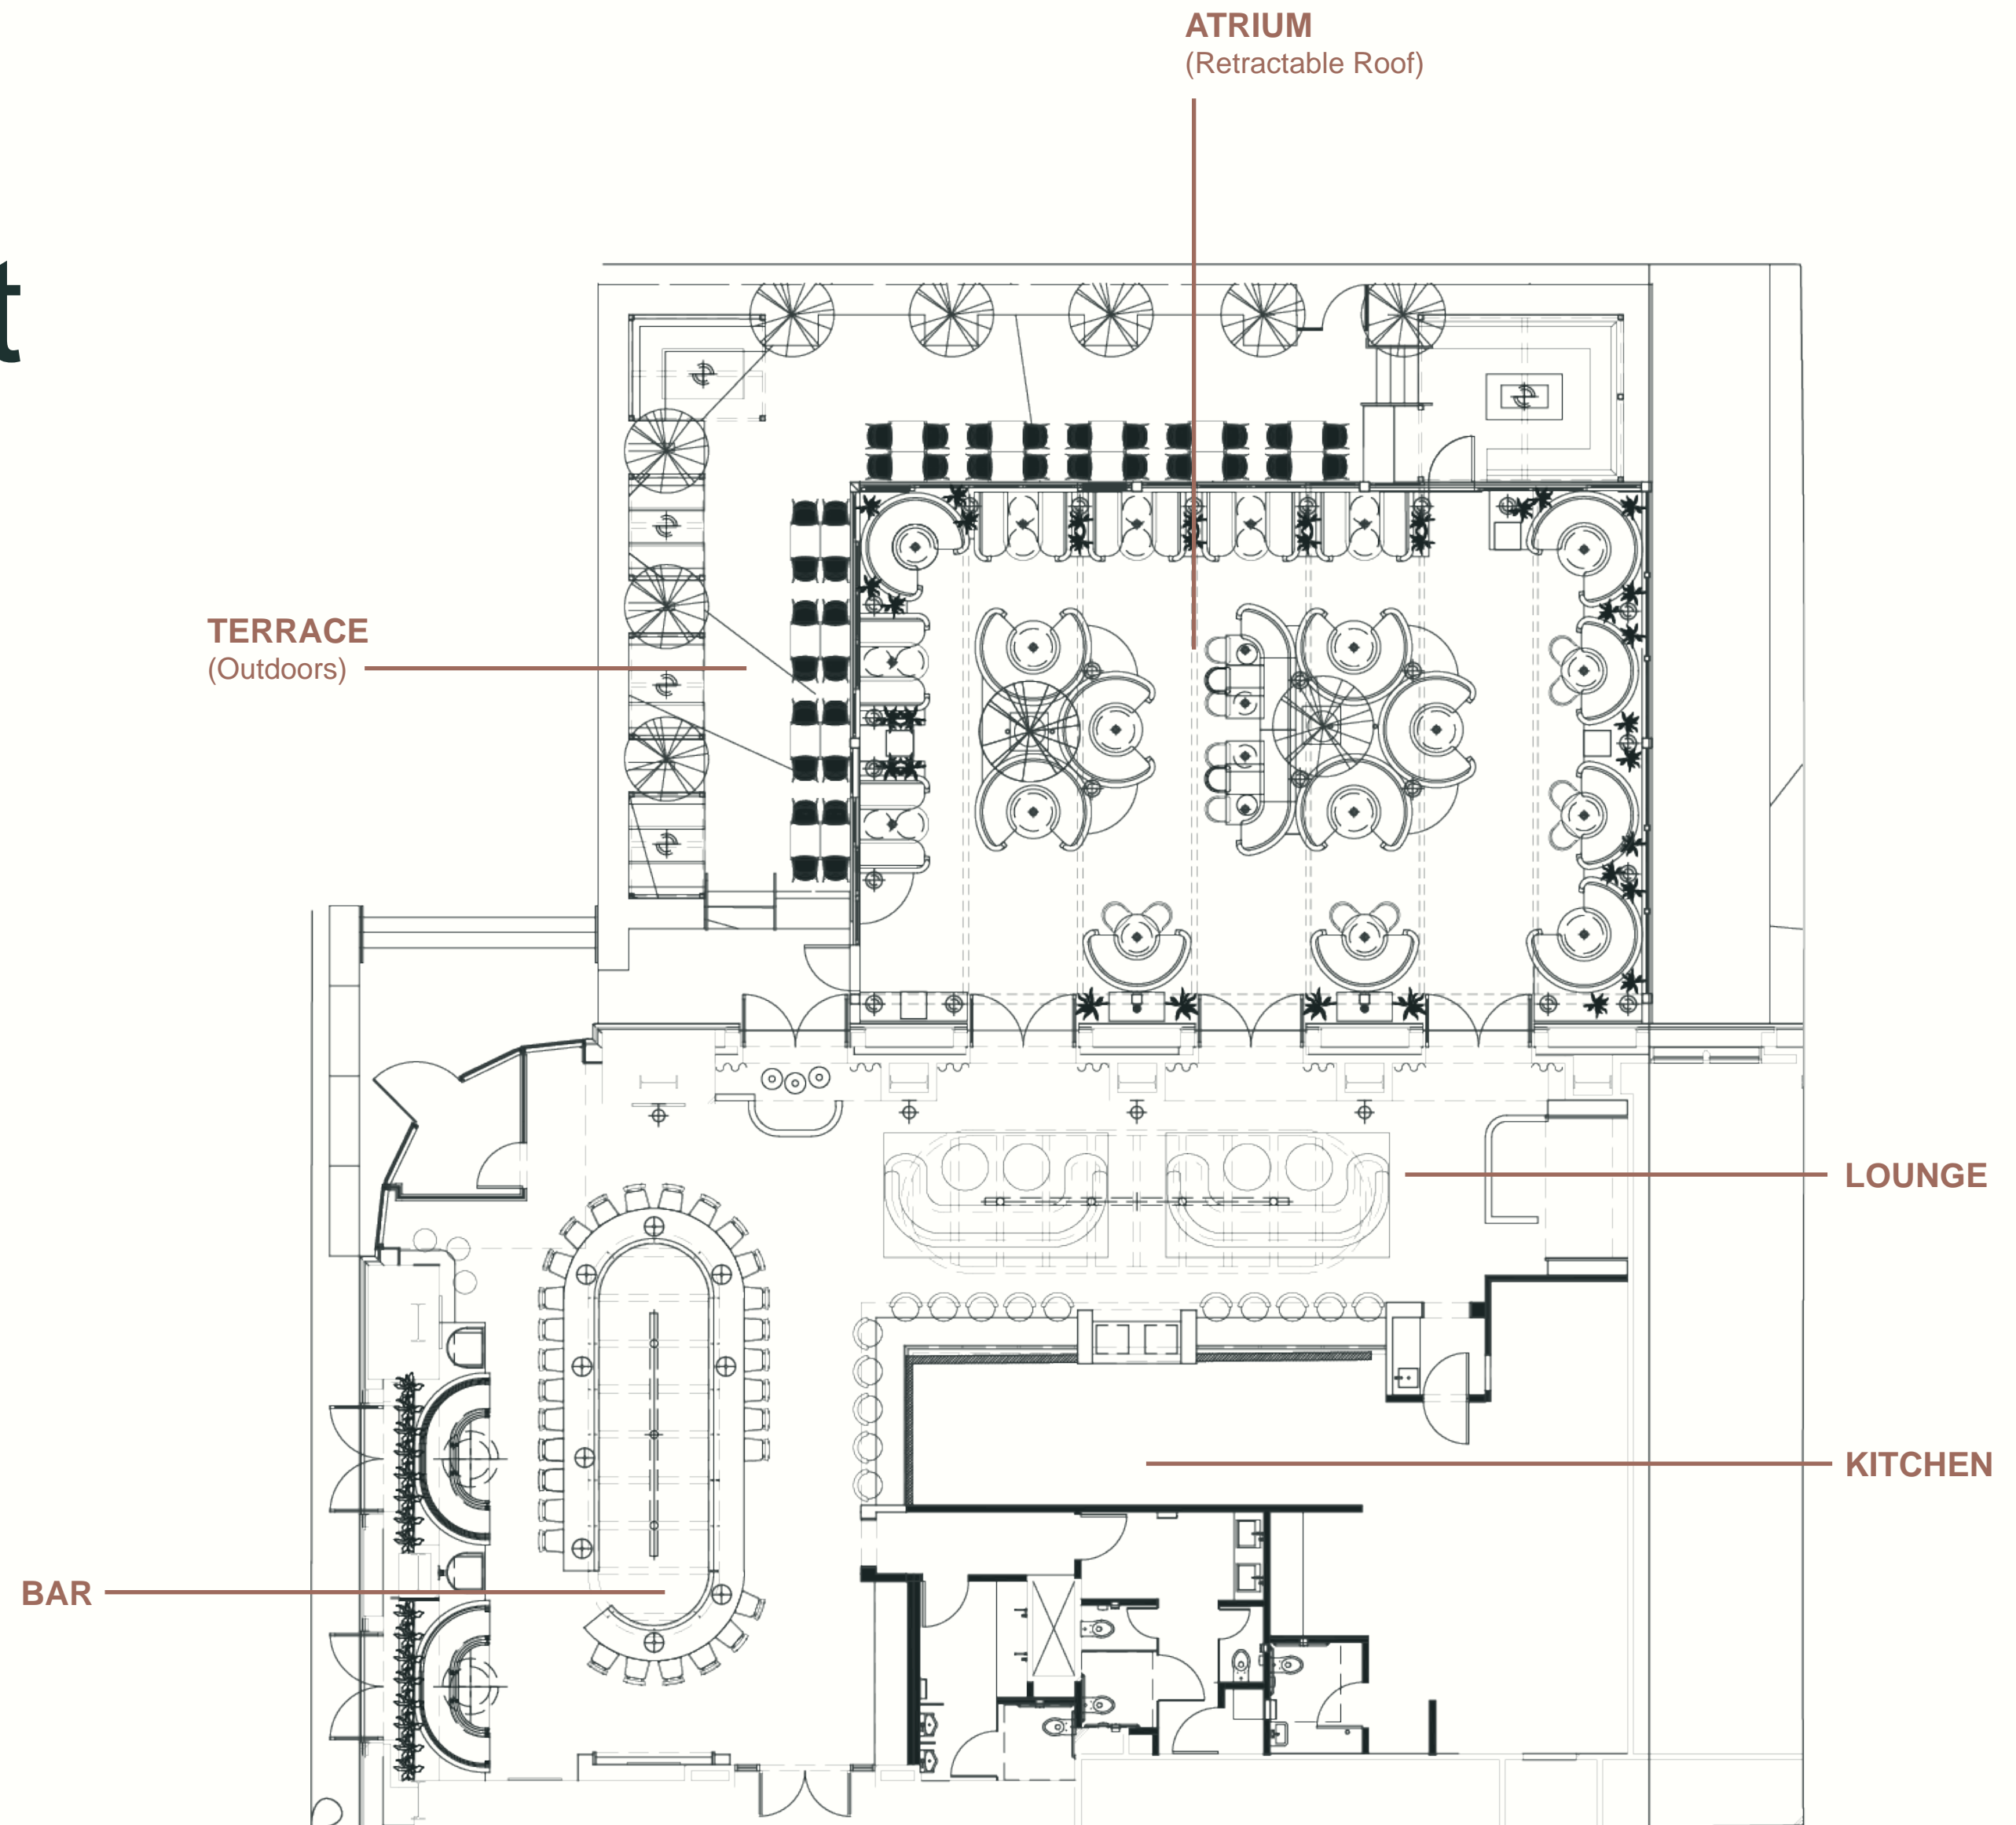 ATRIUM
(Retractable Roof)
t
TERRACE
(Outdoors)
LOUNGE
KITCHEN
BAR